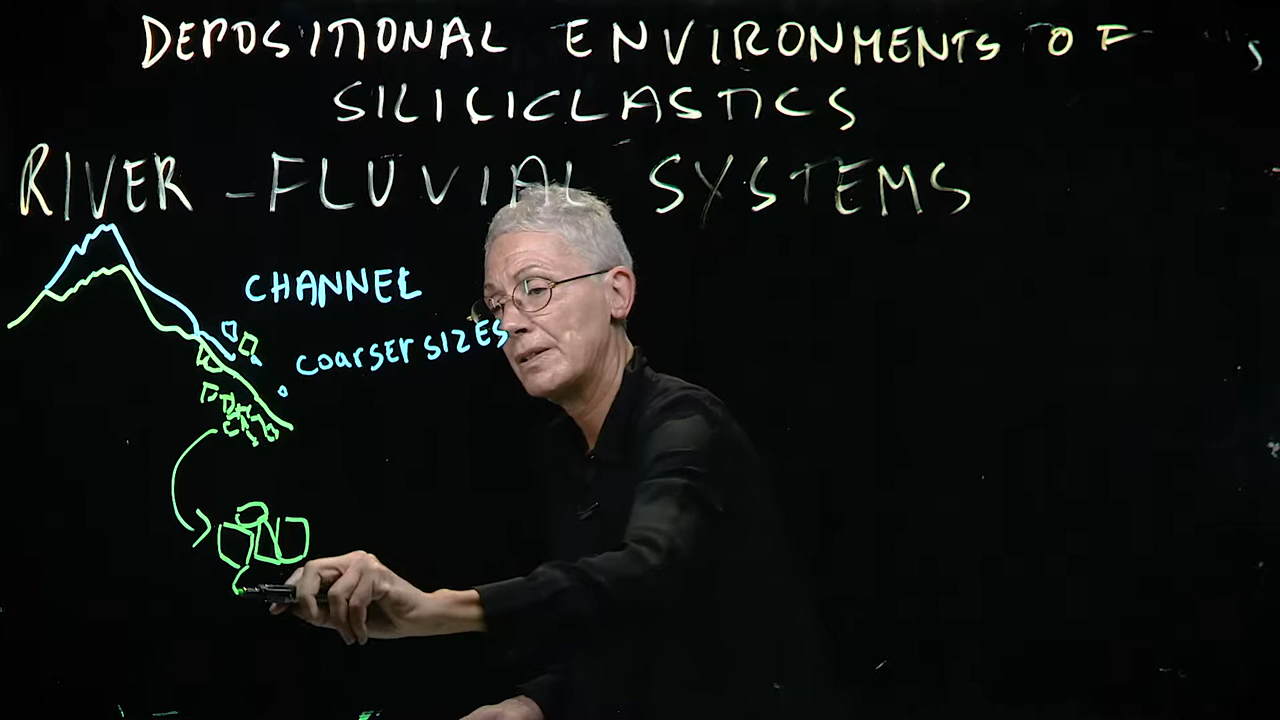 DEPOSITIONAL ENVIRONMENTS OF
SILICICLASTICS
RIVER - FLUVIAL SYSTEMS
CHANNEL
coarser sizes